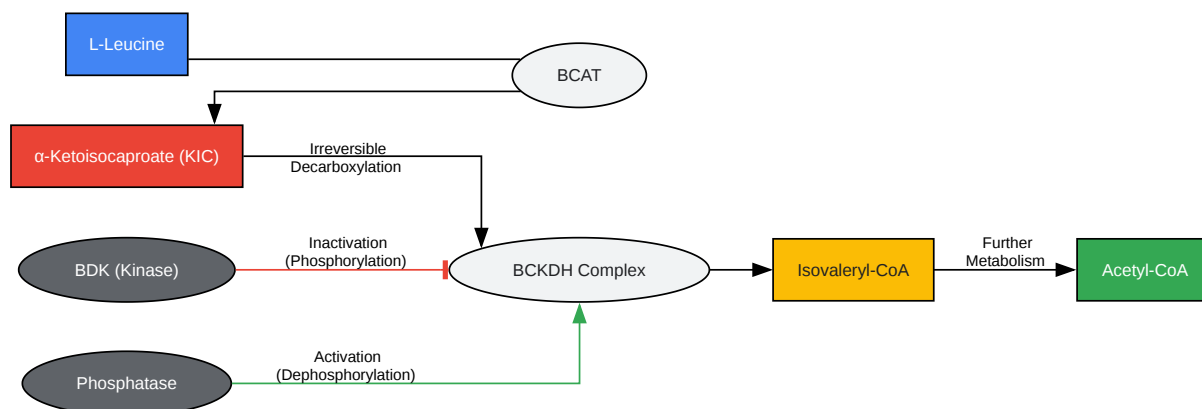 L-Leucine
BCAT
α-Ketoisocaproate (KIC)
Irreversible
Decarboxylation
BDK (Kinase)
Inactivation
(Phosphorylation)
BCKDH Complex
Isovaleryl-CoA
Further
Metabolism
Acetyl-CoA
Phosphatase
Activation
(Dephosphorylation)